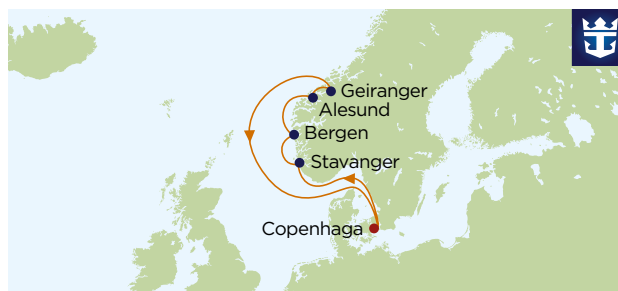 Geiranger
Alesund
Bergen
Stavanger
Copenhaga